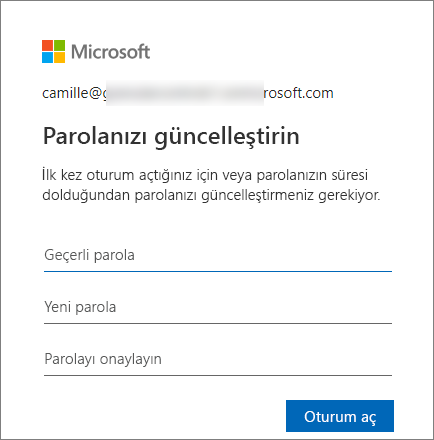 Microsoft
camille@g rosoft.com
Parolanızı güncelleştirin
İlk kez oturum açtığınız için veya parolanızın süresi
dolduğundan parolanızı güncelleştirmeniz gerekiyor.
Geçerli parola
Yeni parola
Parolayı onaylayın
Oturum aç